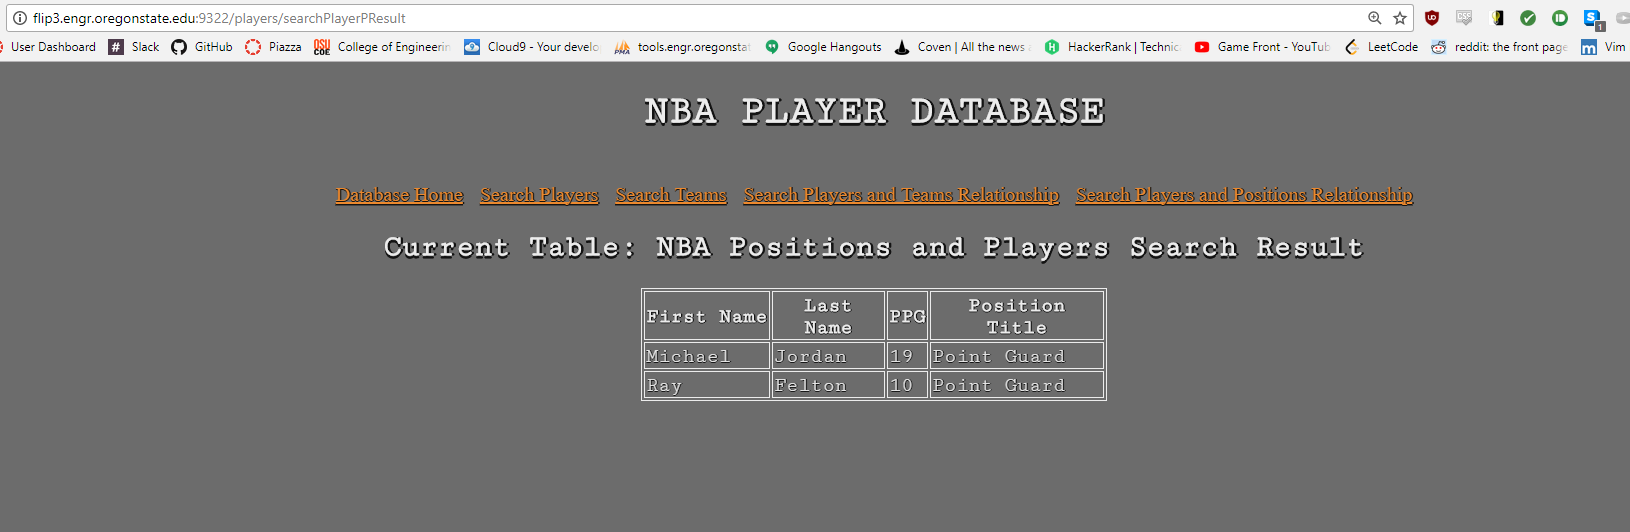 flip3.engr.oregonstate.edu:9322/players/searchPlayerPResult
User Dashboard Slack GitHub Piazza College of Engineerin Cloud9 - Your develo tools.engr.oregonstat Google Hangouts Coven | All the news HackerRank | Technic Game Front - YouTub LeetCode reddit: the front page Vim
NBA PLAYER DATABASE
Database Home Search Players Search Teams Search Players and Teams Relationship Search Players and Positions Relationship
Current Table: NBA Positions and Players Search Result
First Name Last Name PPG Position Title
Michael Jordan 19 Point Guard
Ray Felton 10 Point Guard